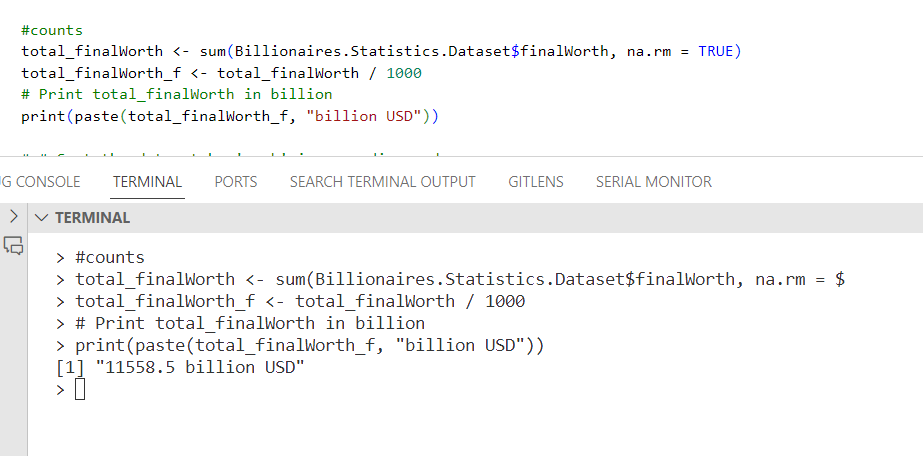 #counts
total_finalWorth <- sum(Billionaires.Statistics.Dataset$finalWorth, na.rm = TRUE)
total_finalWorth_f <- total_finalWorth / 1000
# Print total_finalWorth in billion
print(paste(total_finalWorth_f, "billion USD"))
G CONSOLE TERMINAL PORTS SEARCH TERMINAL OUTPUT GITLENS SERIAL MONITOR
TERMINAL
> #counts
> total_finalWorth <- sum(Billionaires.Statistics.Dataset$finalWorth, na.rm = $
> total_finalWorth_f <- total_finalWorth / 1000
> # Print total_finalWorth in billion
> print(paste(total_finalWorth_f, "billion USD"))
[1] "11558.5 billion USD"
>